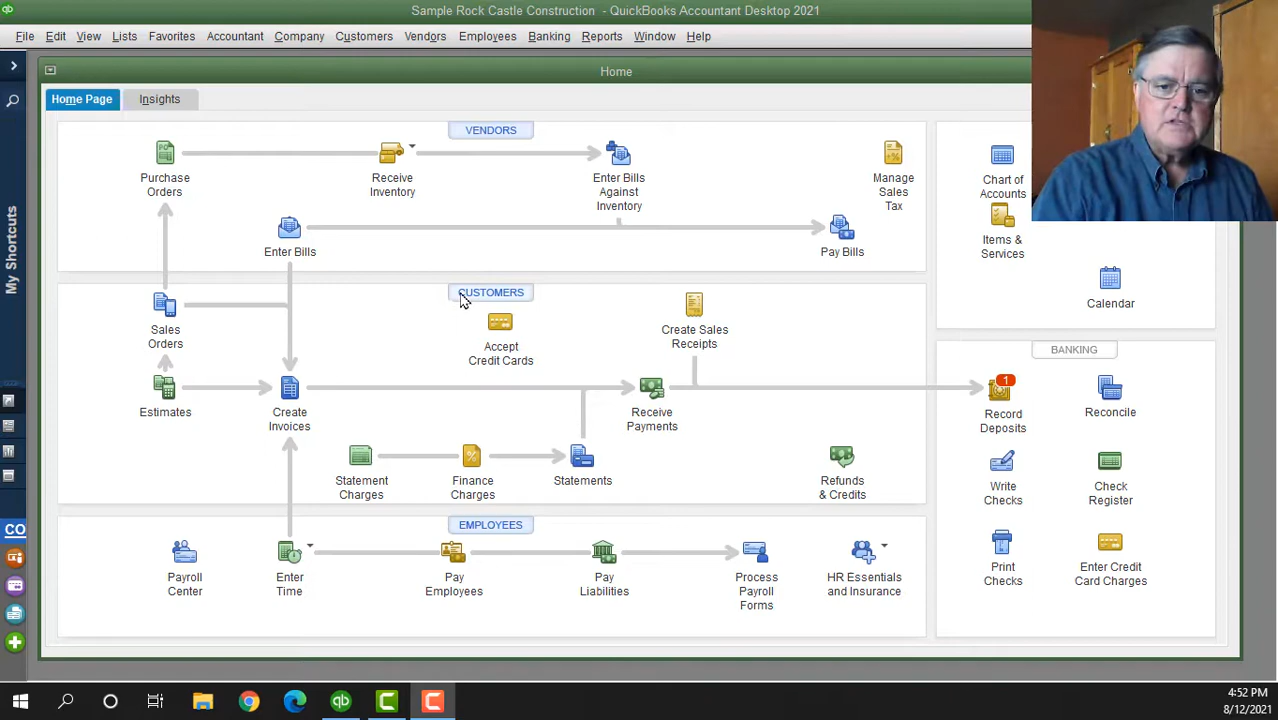 Sample Rock Castle Construction - QuickBooks Accountant Desktop 2021
File Edit View Lists Favorites Accountant Company Customers Vendors Employees Banking Reports Window Help
Home
Home Page Insights
VENDORS
Purchase
Orders
Receive
Inventory
Enter Bills
Against
Inventory
Manage
Sales
Tax
Enter Bills
Pay Bills
Chart of
Accounts
Items &
Services
Calendar
CUSTOMERS
Sales
Orders
Accept
Credit Cards
Create Sales
Receipts
Estimates
Create
Invoices
Receive
Payments
Statement
Charges
Finance
Charges
Statements
Refunds
& Credits
BANKING
1
Record
Deposits
Reconcile
Write
Checks
Check
Register
Print
Checks
Enter Credit
Card Charges
EMPLOYEES
Payroll
Center
Enter
Time
Pay
Employees
Pay
Liabilities
Process
Payroll
Forms
HR Essentials
and Insurance
My Shortcuts
CO
qb
4:52 PM
8/12/2021